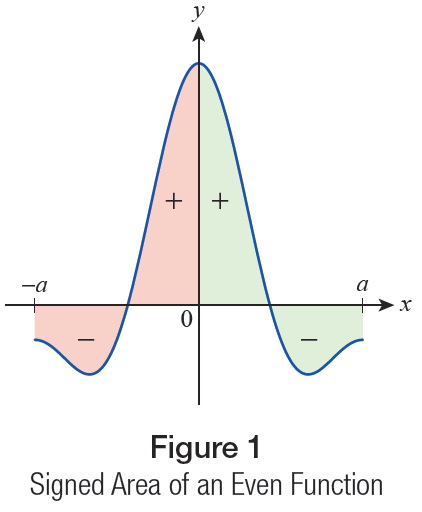 y
+ +
−a a
x
0
− −
Figure 1
Signed Area of an Even Function